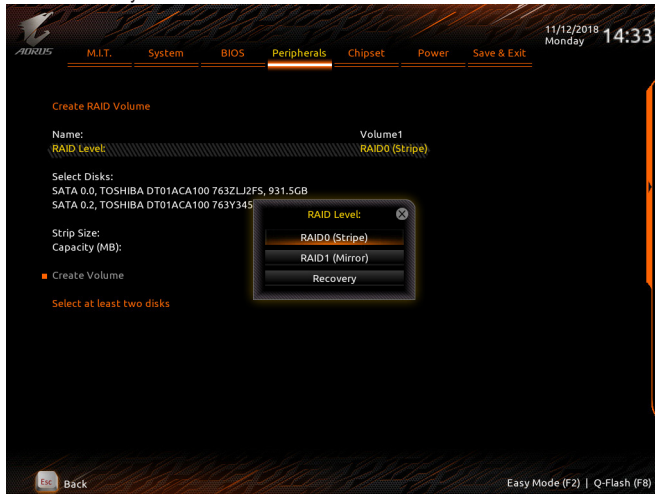 11/12/2018 14:33
Monday
AORUS M.I.T. System BIOS Peripherals Chipset Power Save & Exit
Create RAID Volume
Name: Volume1
RAID Level: RAID0 (Stripe)
Select Disks:
SATA 0.0, TOSHIBA DT01ACA100 763ZLJ2FS, 931.5GB
SATA 0.2, TOSHIBA DT01ACA100 763Y345
RAID Level:
RAID0 (Stripe)
RAID1 (Mirror)
Recovery
Strip Size:
Capacity (MB):
Create Volume
Select at least two disks
Esc Back Easy Mode (F2) | Q-Flash (F8)